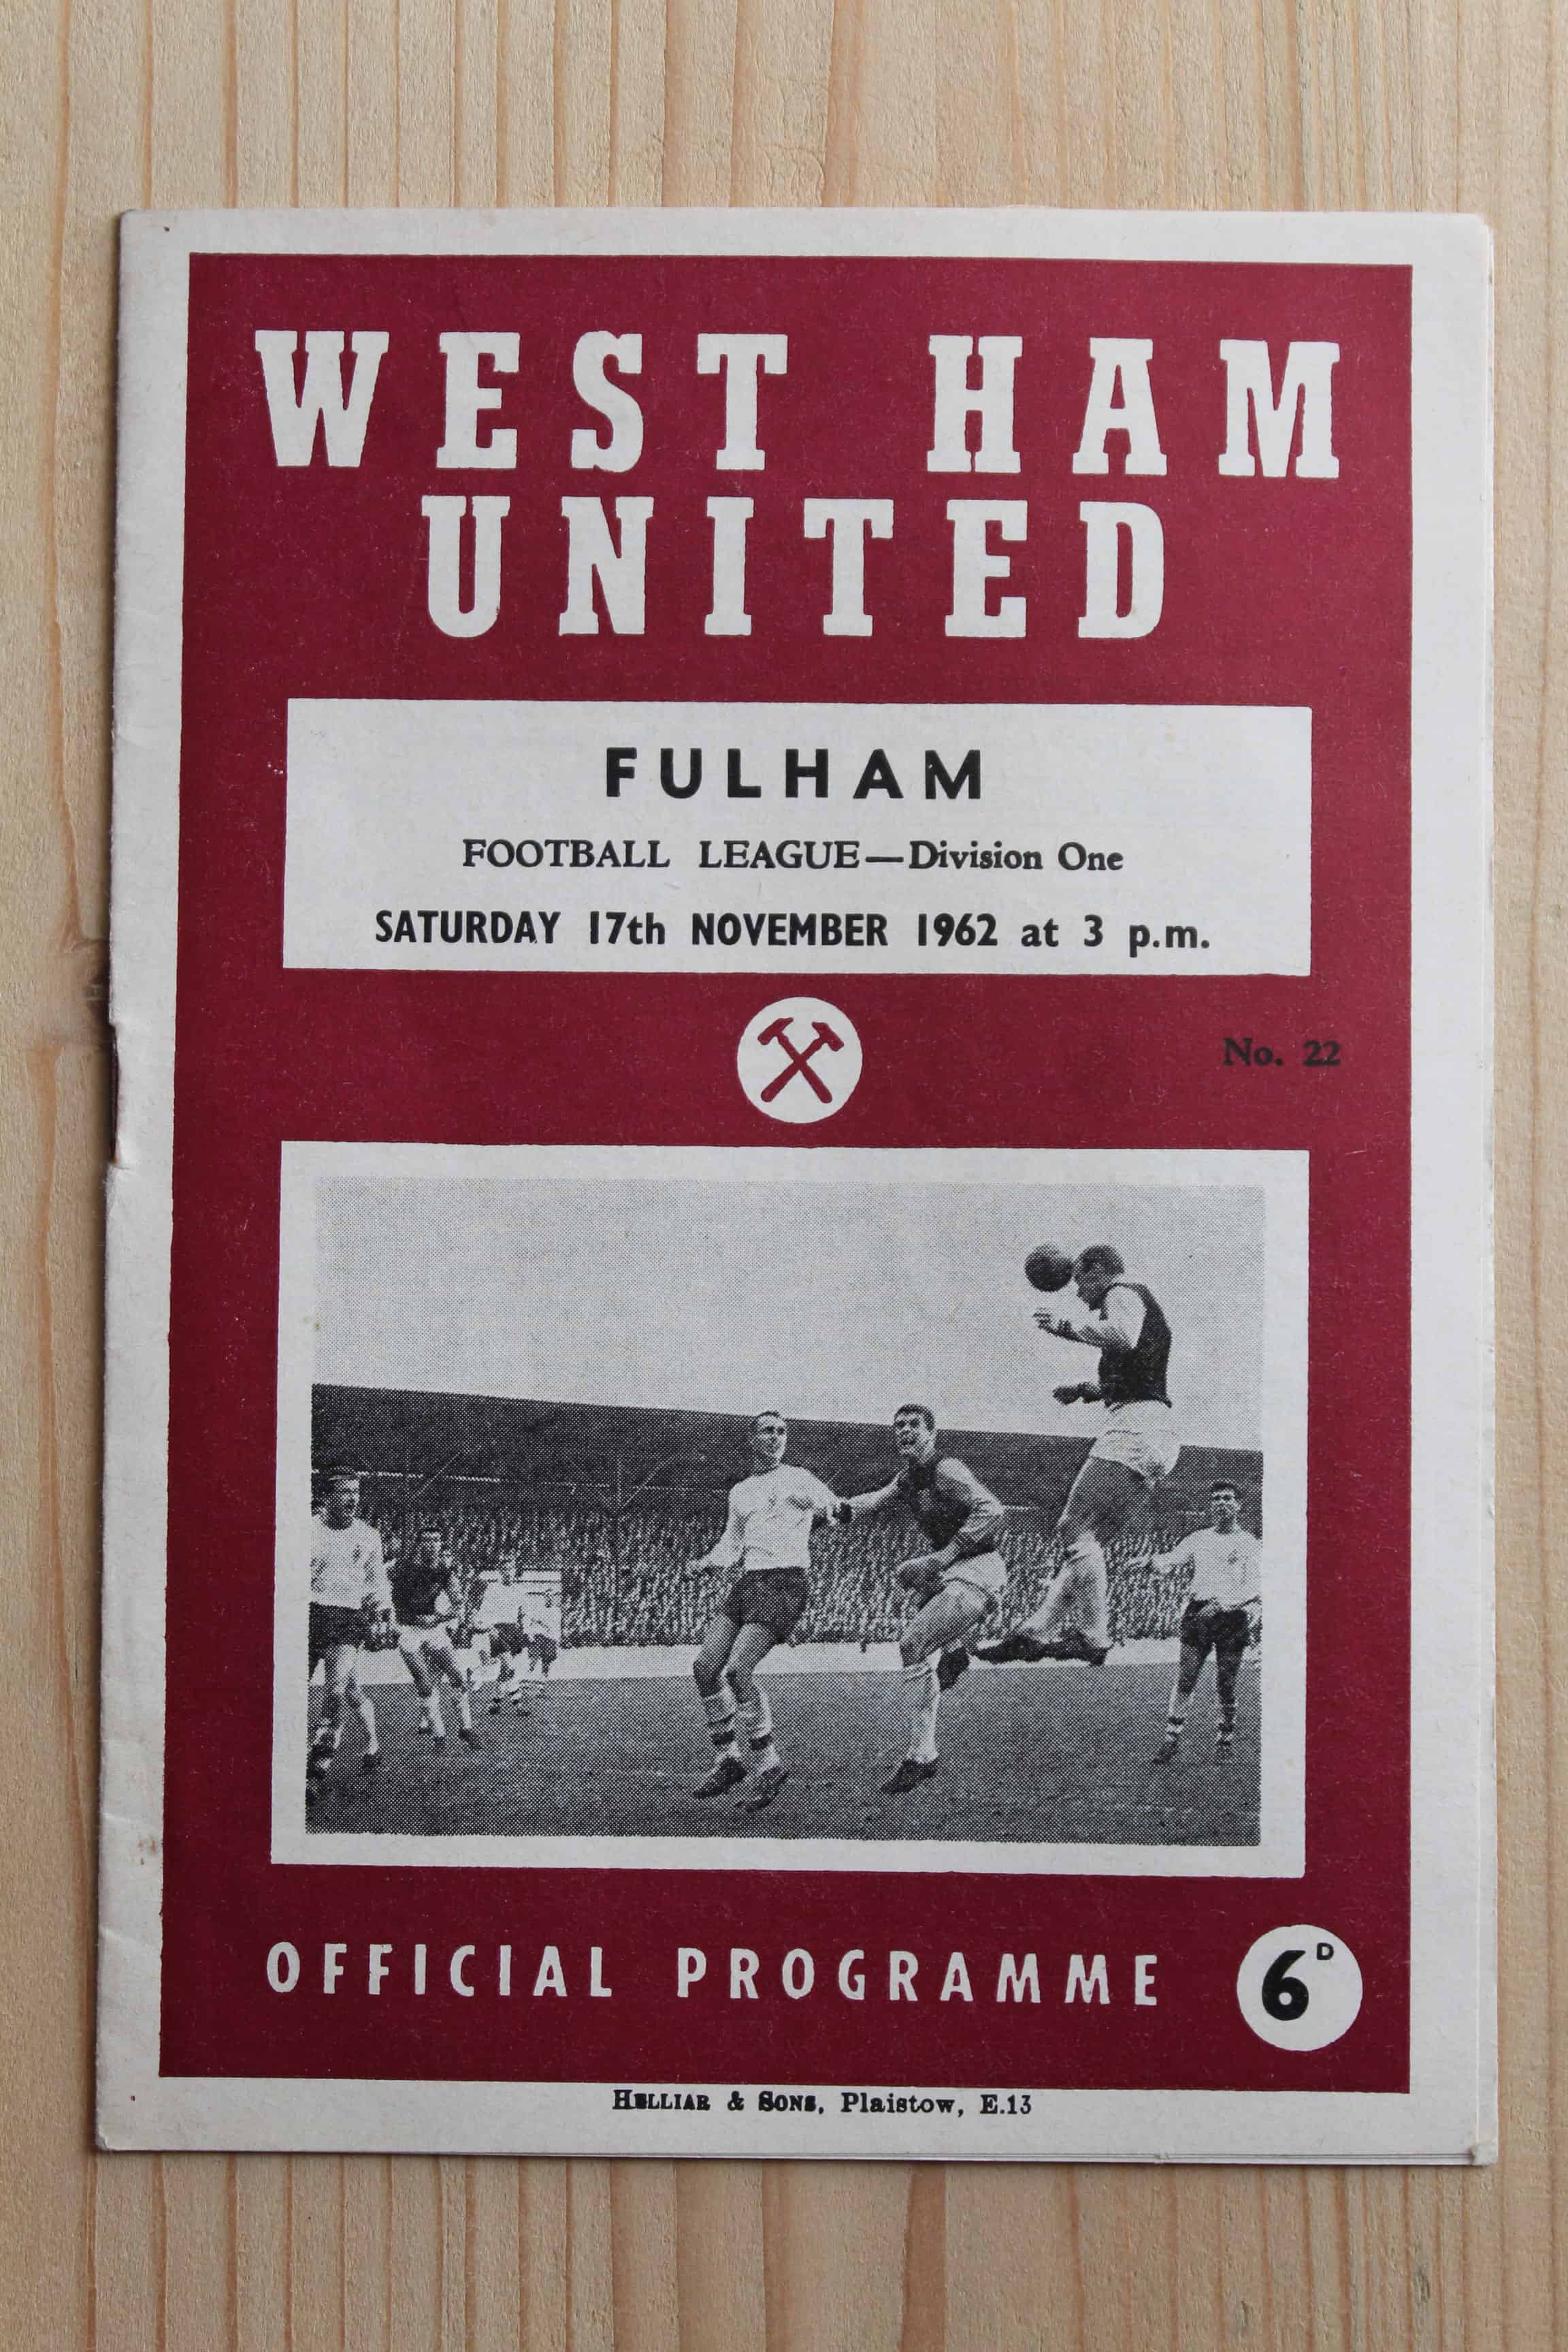 WEST HAM
UNITED
FULHAM
FOOTBALL LEAGUE—Division One
SATURDAY 17th NOVEMBER 1962 at 3 p.m.
No. 22
OFFICIAL PROGRAMME
6D
HELLIAR & SONS, Plaistow, E.13